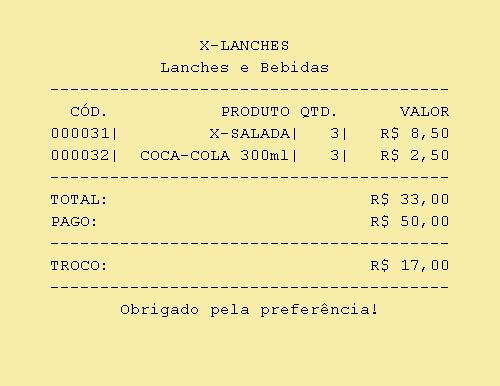 X-LANCHES
Lanches e Bebidas
----------------------------------------
CÓD. PRODUTO QTD. VALOR
000031| X-SALADA| 3| R$ 8,50
000032| COCA-COLA 300ml| 3| R$ 2,50
----------------------------------------
TOTAL: R$ 33,00
PAGO: R$ 50,00
----------------------------------------
TROCO: R$ 17,00
----------------------------------------
Obrigado pela preferência!